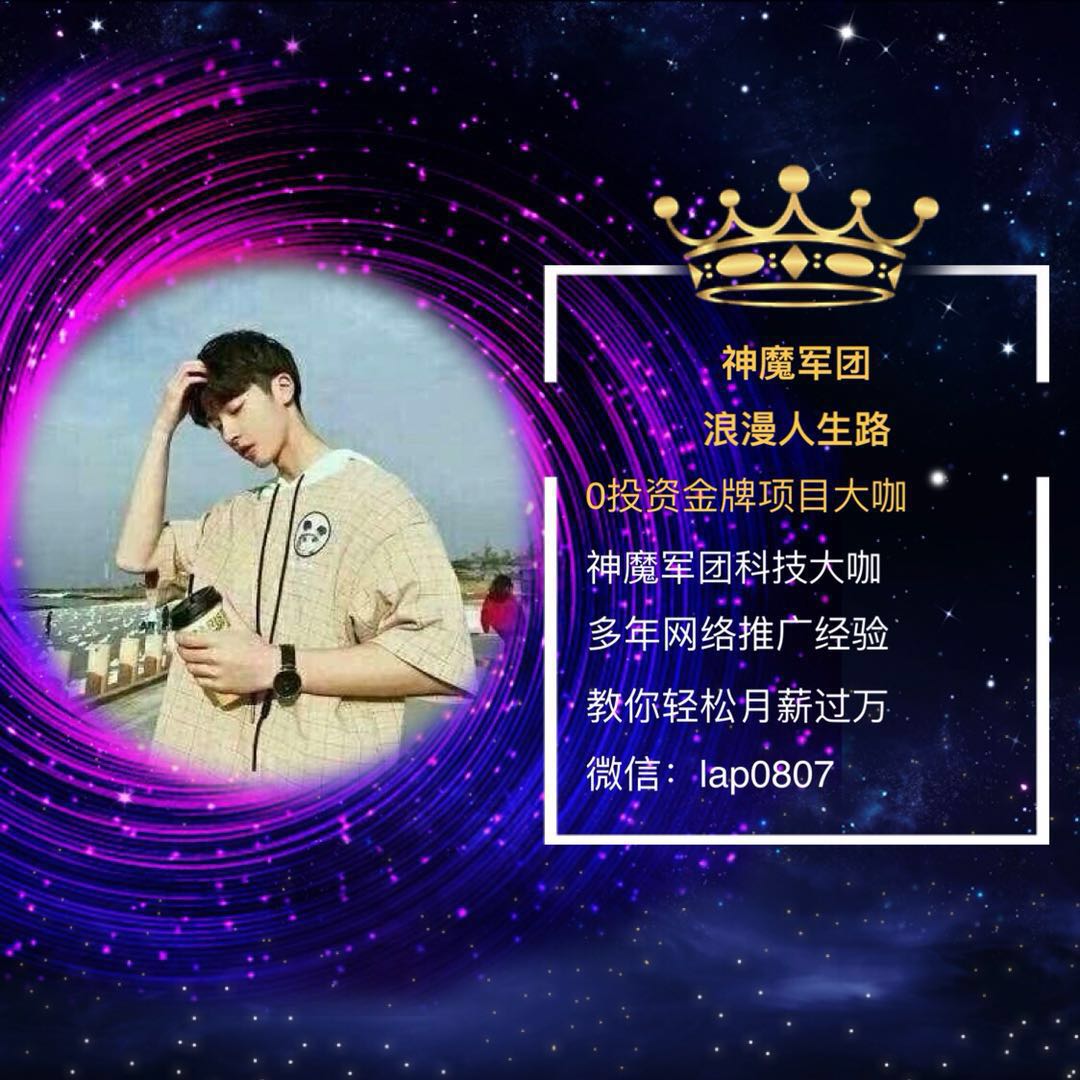 神魔军团
浪漫人生路
0投资金牌项目大咖
神魔军团科技大咖
多年网络推广经验
教你轻松月薪过万
微信：lap0807